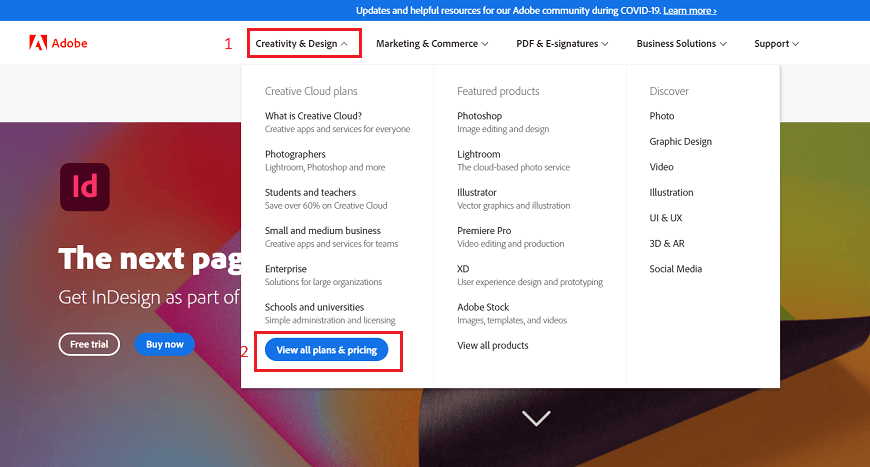 Updates and helpful resources for our Adobe community during COVID-19. Learn more ›
Adobe
1
Creativity & Design
Marketing & Commerce
PDF & E-signatures
Business Solutions
Support
Creative Cloud plans
What is Creative Cloud?
Creative apps and services for everyone
Photographers
Lightroom, Photoshop and more
Students and teachers
Save over 60% on Creative Cloud
Small and medium business
Creative apps and services for teams
Enterprise
Solutions for large organizations
Schools and universities
Simple administration and licensing
2
View all plans & pricing
Featured products
Photoshop
Image editing and design
Lightroom
The cloud-based photo service
Illustrator
Vector graphics and illustration
Premiere Pro
Video editing and production
XD
User experience design and prototyping
Adobe Stock
Images, templates, and videos
View all products
Discover
Photo
Graphic Design
Video
Illustration
UI & UX
3D & AR
Social Media
Id
The next pag
Get InDesign as part of
Free trial
Buy now